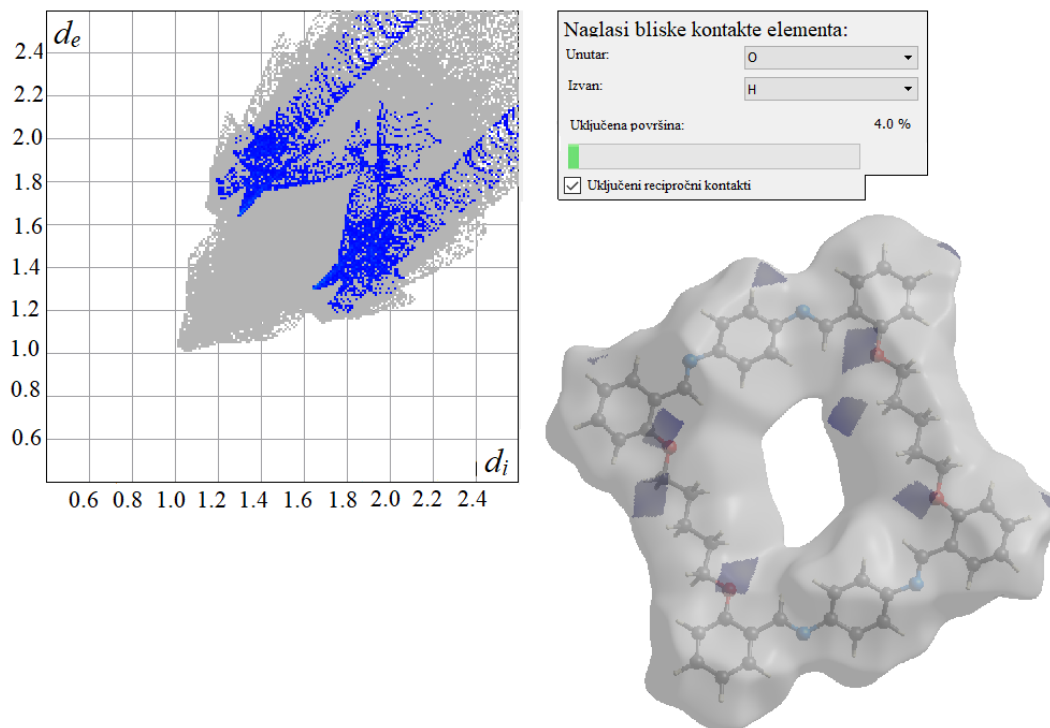 d_e
2.4
2.2
2.0
1.8
1.6
1.4
1.2
1.0
0.8
0.6
d_i
0.6 0.8 1.0 1.2 1.4 1.6 1.8 2.0 2.2 2.4
Naglasi bliske kontakte elementa:
Unutar: O
Izvan: H
Uključena površina: 4.0 %
Uključeni recipročni kontakti